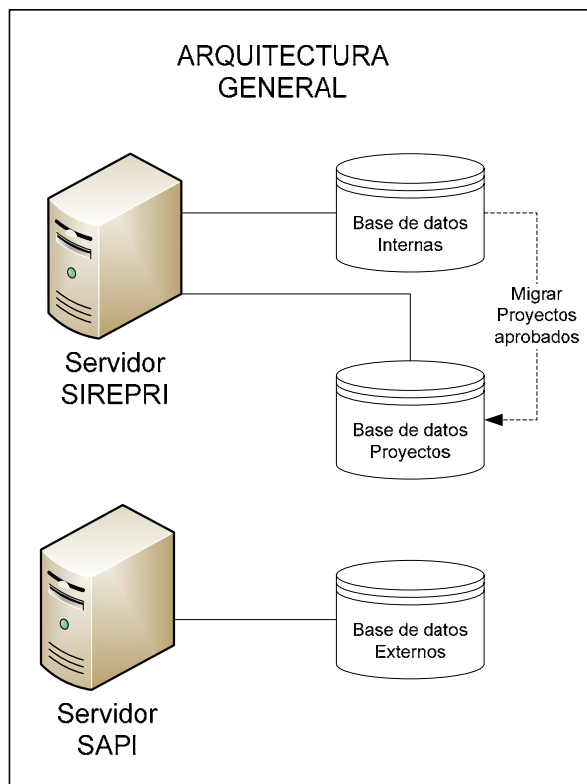 ARQUITECTURA
GENERAL
Base de datos
Internas
Migrar
Proyectos
aprobados
Servidor
SIREPRI
Base de datos
Proyectos
Base de datos
Externos
Servidor
SAPI